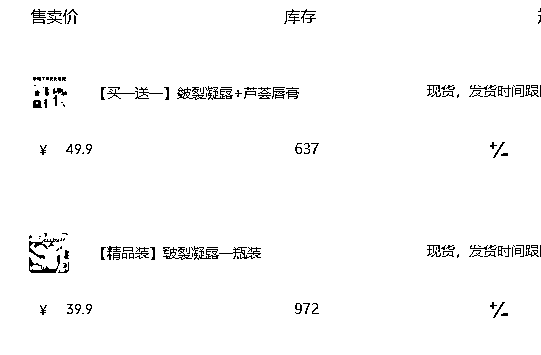 售卖价 库存
【买一送一】皴裂凝露+芦荟唇膏 现货，发货时间跟
¥ 49.9 637 +/-
【精品装】皲裂凝露一瓶装 现货，发货时间跟
¥ 39.9 972 +/-